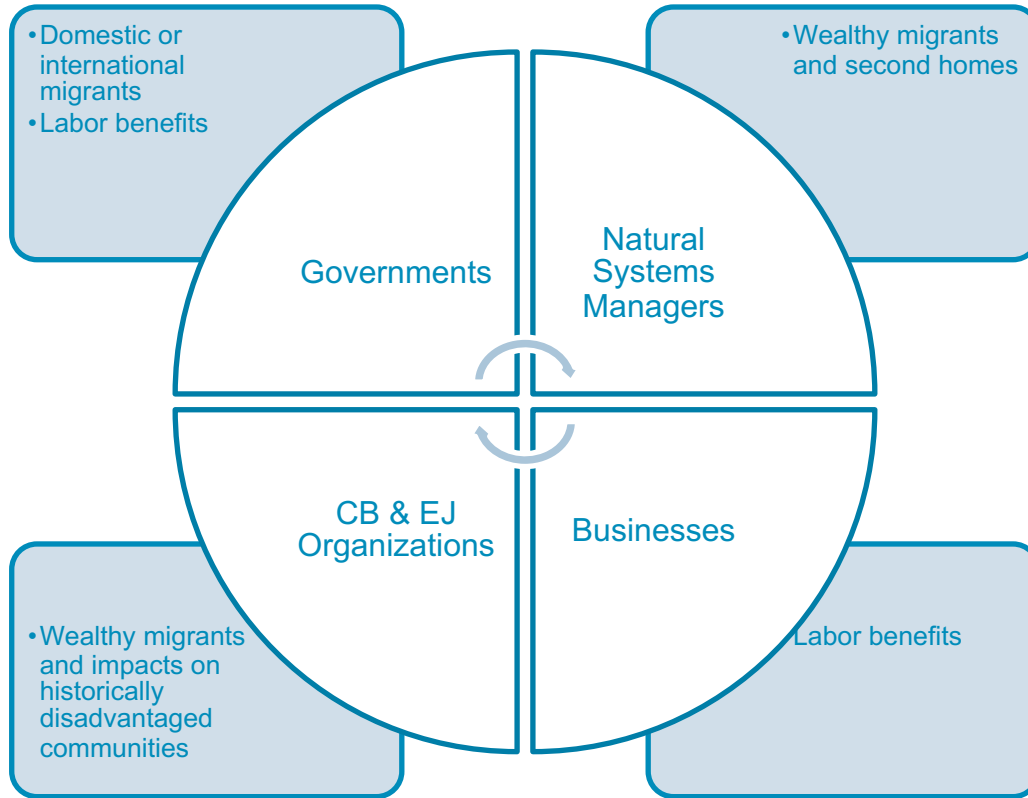 •Domestic or
international
migrants
•Labor benefits
•Wealthy migrants
and second homes
Governments
Natural
Systems
Managers
CB & EJ
Organizations
Businesses
•Wealthy migrants
and impacts on
historically
disadvantaged
communities
Labor benefits